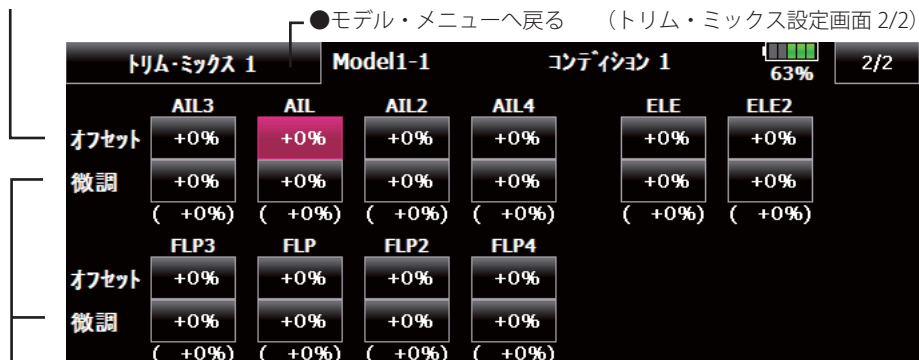 ●モデル・メニューへ戻る （トリム・ミックス設定画面 2/2）
トリム・ミックス 1 Model1-1 コンディション 1 63% 2/2
AIL3 AIL AIL2 AIL4 ELE ELE2
オフセット +0% +0% +0% +0% +0% +0%
微調 +0% +0% +0% +0% +0% +0%
( +0%) ( +0%) ( +0%) ( +0%) ( +0%) ( +0%)
FLP3 FLP FLP2 FLP4
オフセット +0% +0% +0% +0%
微調 +0% +0% +0% +0%
( +0%) ( +0%) ( +0%) ( +0%)